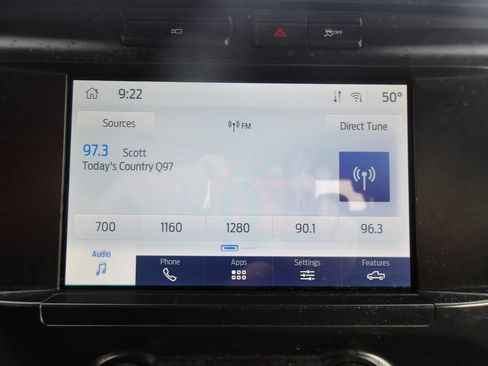 OFF
9:22
50°
Sources
FM
Direct Tune
97.3 Scott
Today's Country Q97
700 1160 1280 90.1 96.3
Audio Phone Apps Settings Features